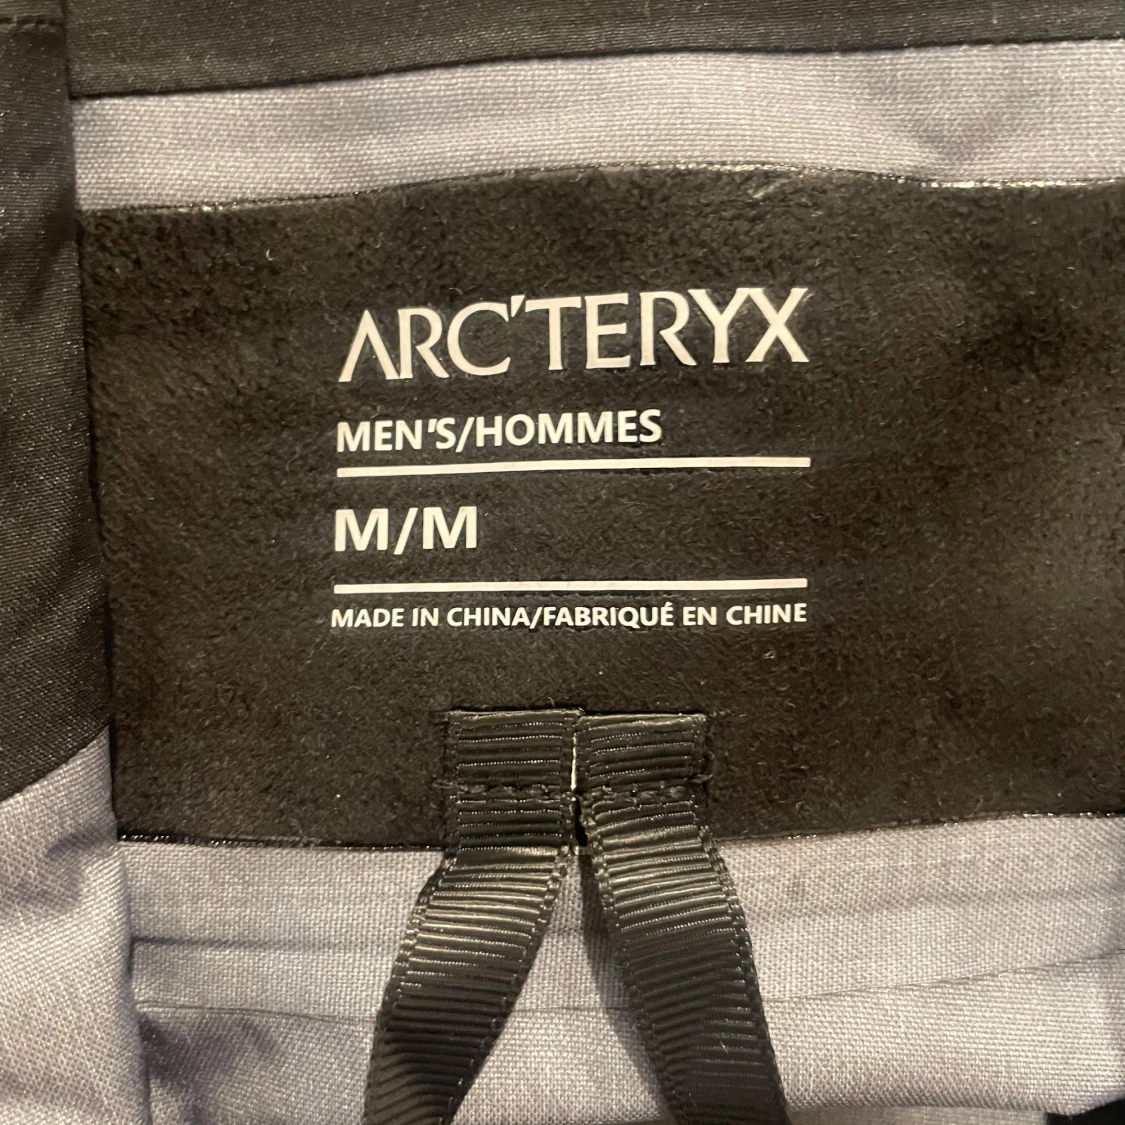 ARC'TERYX
MEN'S/HOMMES
M/M
MADE IN CHINA/FABRIQUÉ EN CHINE